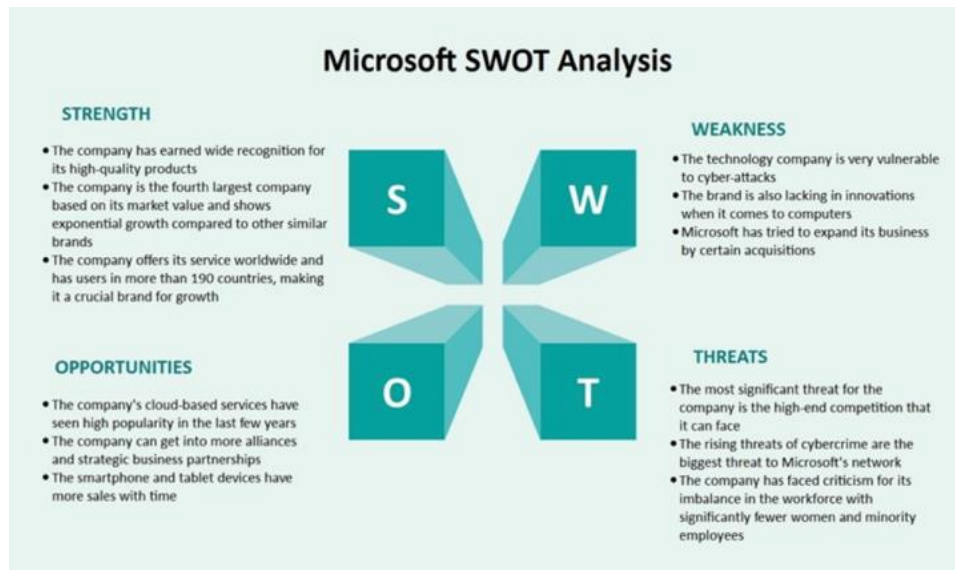 Microsoft SWOT Analysis
STRENGTH
• The company has earned wide recognition for
its high-quality products
• The company is the fourth largest company
based on its market value and shows
exponential growth compared to other similar
brands
• The company offers its service worldwide and
has users in more than 190 countries, making
it a crucial brand for growth
S
W
WEAKNESS
• The technology company is very vulnerable
to cyber-attacks
• The brand is also lacking in innovations
when it comes to computers
• Microsoft has tried to expand its business
by certain acquisitions
OPPORTUNITIES
• The company's cloud-based services have
seen high popularity in the last few years
• The company can get into more alliances
and strategic business partnerships
• The smartphone and tablet devices have
more sales with time
O
T
THREATS
• The most significant threat for the
company is the high-end competition that
it can face
• The rising threats of cybercrime are the
biggest threat to Microsoft's network
• The company has faced criticism for its
imbalance in the workforce with
significantly fewer women and minority
employees